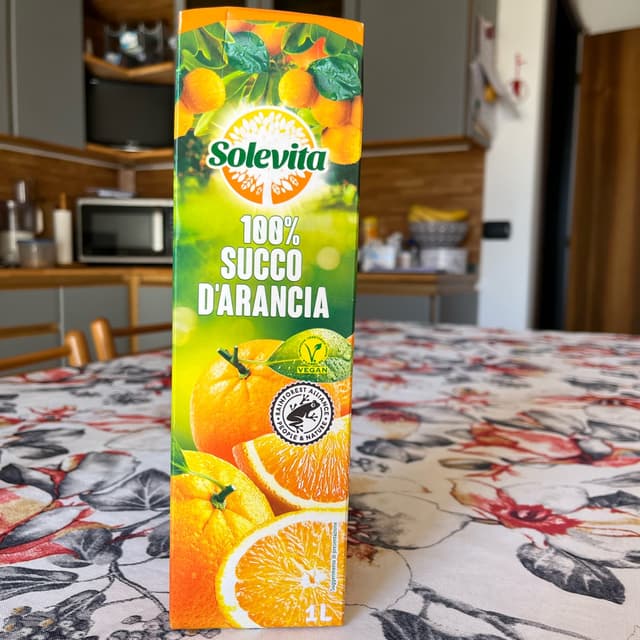 Solevita
100%
SUCCO
D'ARANCIA
VEGAN
RAINFOREST ALLIANCE
PEOPLE & NATURE
1L